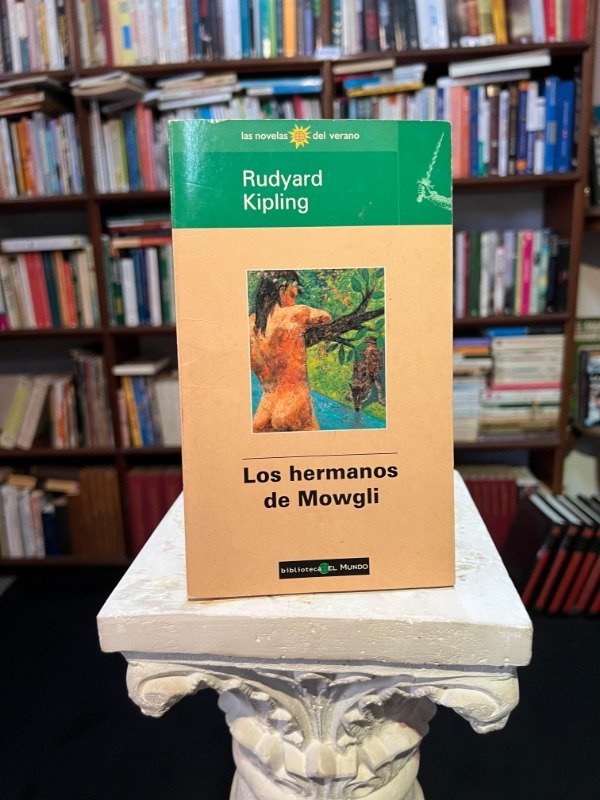 las novelas del verano
Rudyard
Kipling
Los hermanos
de Mowgli
biblioteca EL MUNDO